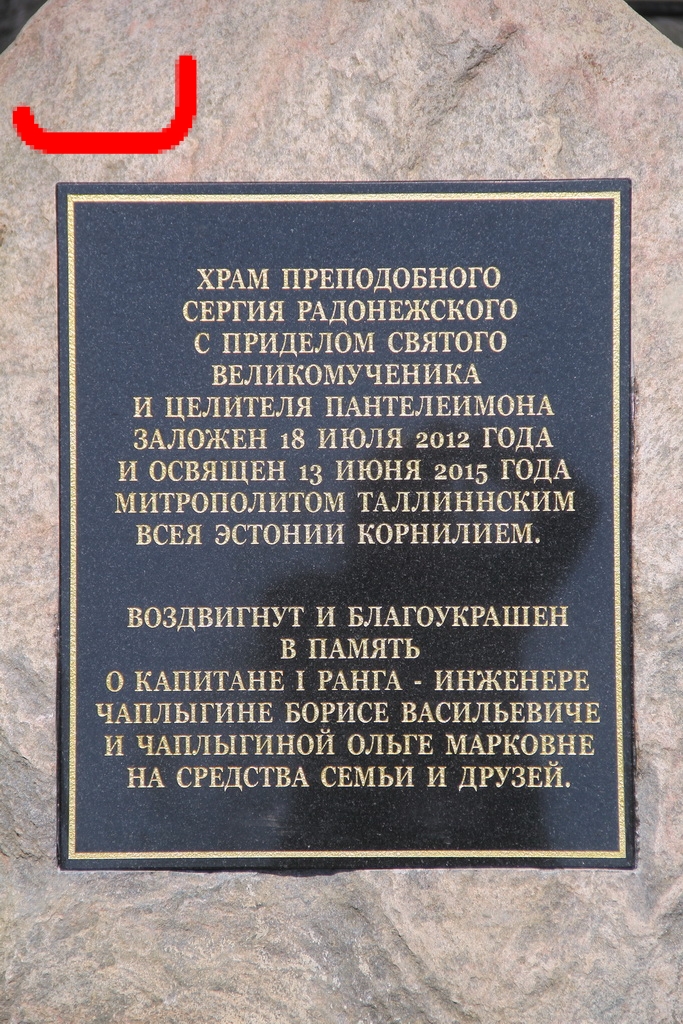 ХРАМ ПРЕПОДОБНОГО
СЕРГИЯ РАДОНЕЖСКОГО
С ПРИДЕЛОМ СВЯТОГО
ВЕЛИКОМУЧЕНИКА
И ЦЕЛИТЕЛЯ ПАНТЕЛЕИМОНА
ЗАЛОЖЕН 18 ИЮЛЯ 2012 ГОДА
И ОСВЯЩЕН 13 ИЮНЯ 2015 ГОДА
МИТРОПОЛИТОМ ТАЛЛИННСКИМ
ВСЕЯ ЭСТОНИИ КОРНИЛИЕМ.
ВОЗДВИГНУТ И БЛАГОУКРАШЕН
В ПАМЯТЬ
О КАПИТАНЕ I РАНГА - ИНЖЕНЕРЕ
ЧАПЛЫГИНЕ БОРИСЕ ВАСИЛЬЕВИЧЕ
И ЧАПЛЫГИНОЙ ОЛЬГЕ МАРКОВНЕ
НА СРЕДСТВА СЕМЬИ И ДРУЗЕЙ.